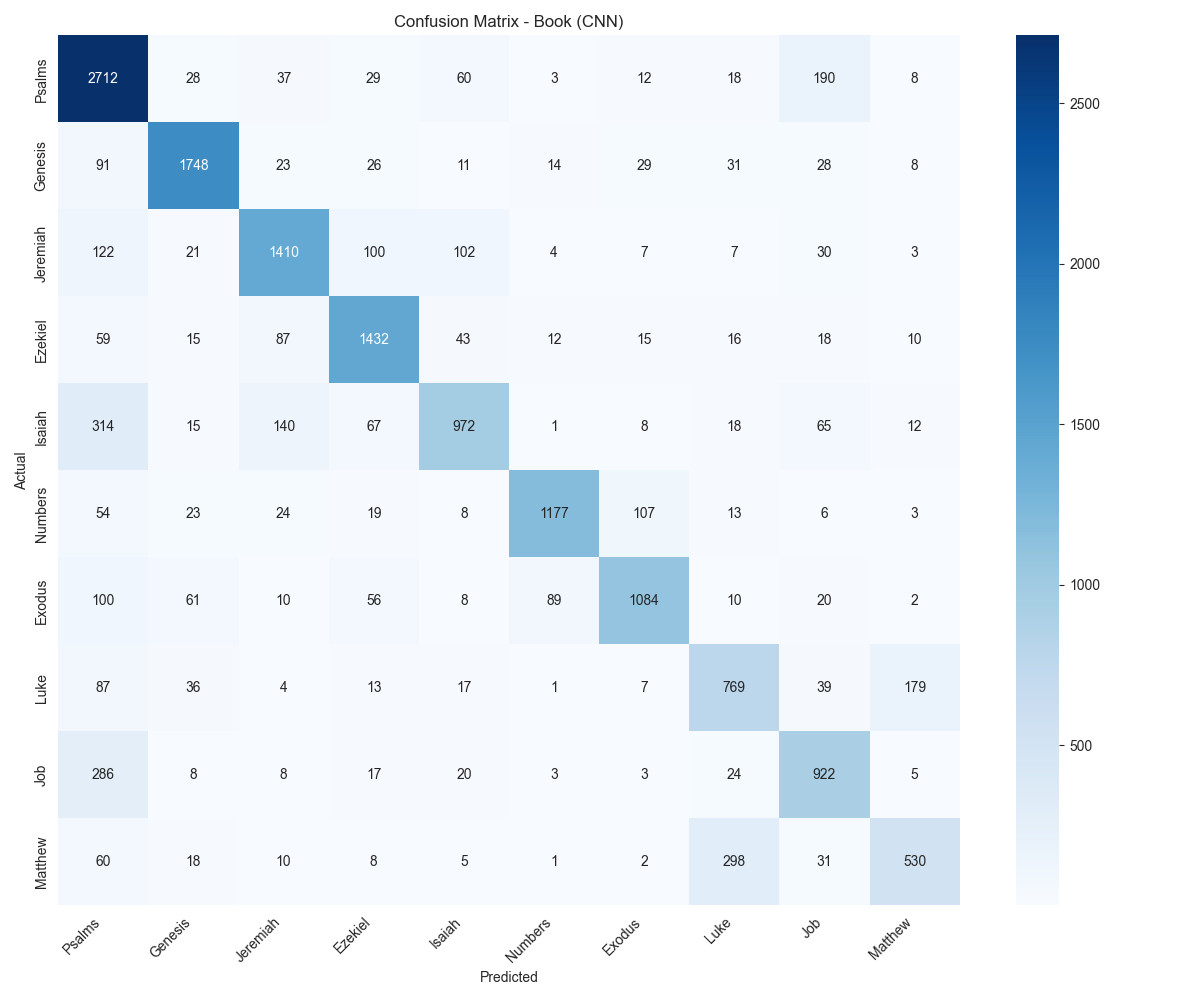 Confusion Matrix - Book (CNN)
Psalms 2712 28 37 29 60 3 12 18 190 8
Genesis 91 1748 23 26 11 14 29 31 28 8
Jeremiah 122 21 1410 100 102 4 7 7 30 3
Ezekiel 59 15 87 1432 43 12 15 16 18 10
Isaiah 314 15 140 67 972 1 8 18 65 12
Numbers 54 23 24 19 8 1177 107 13 6 3
Exodus 100 61 10 56 8 89 1084 10 20 2
Luke 87 36 4 13 17 1 7 769 39 179
Job 286 8 8 17 20 3 3 24 922 5
Matthew 60 18 10 8 5 1 2 298 31 530
Actual
Psalms Genesis Jeremiah Ezekiel Isaiah Numbers Exodus Luke Job Matthew
Predicted
2500
2000
1500
1000
500